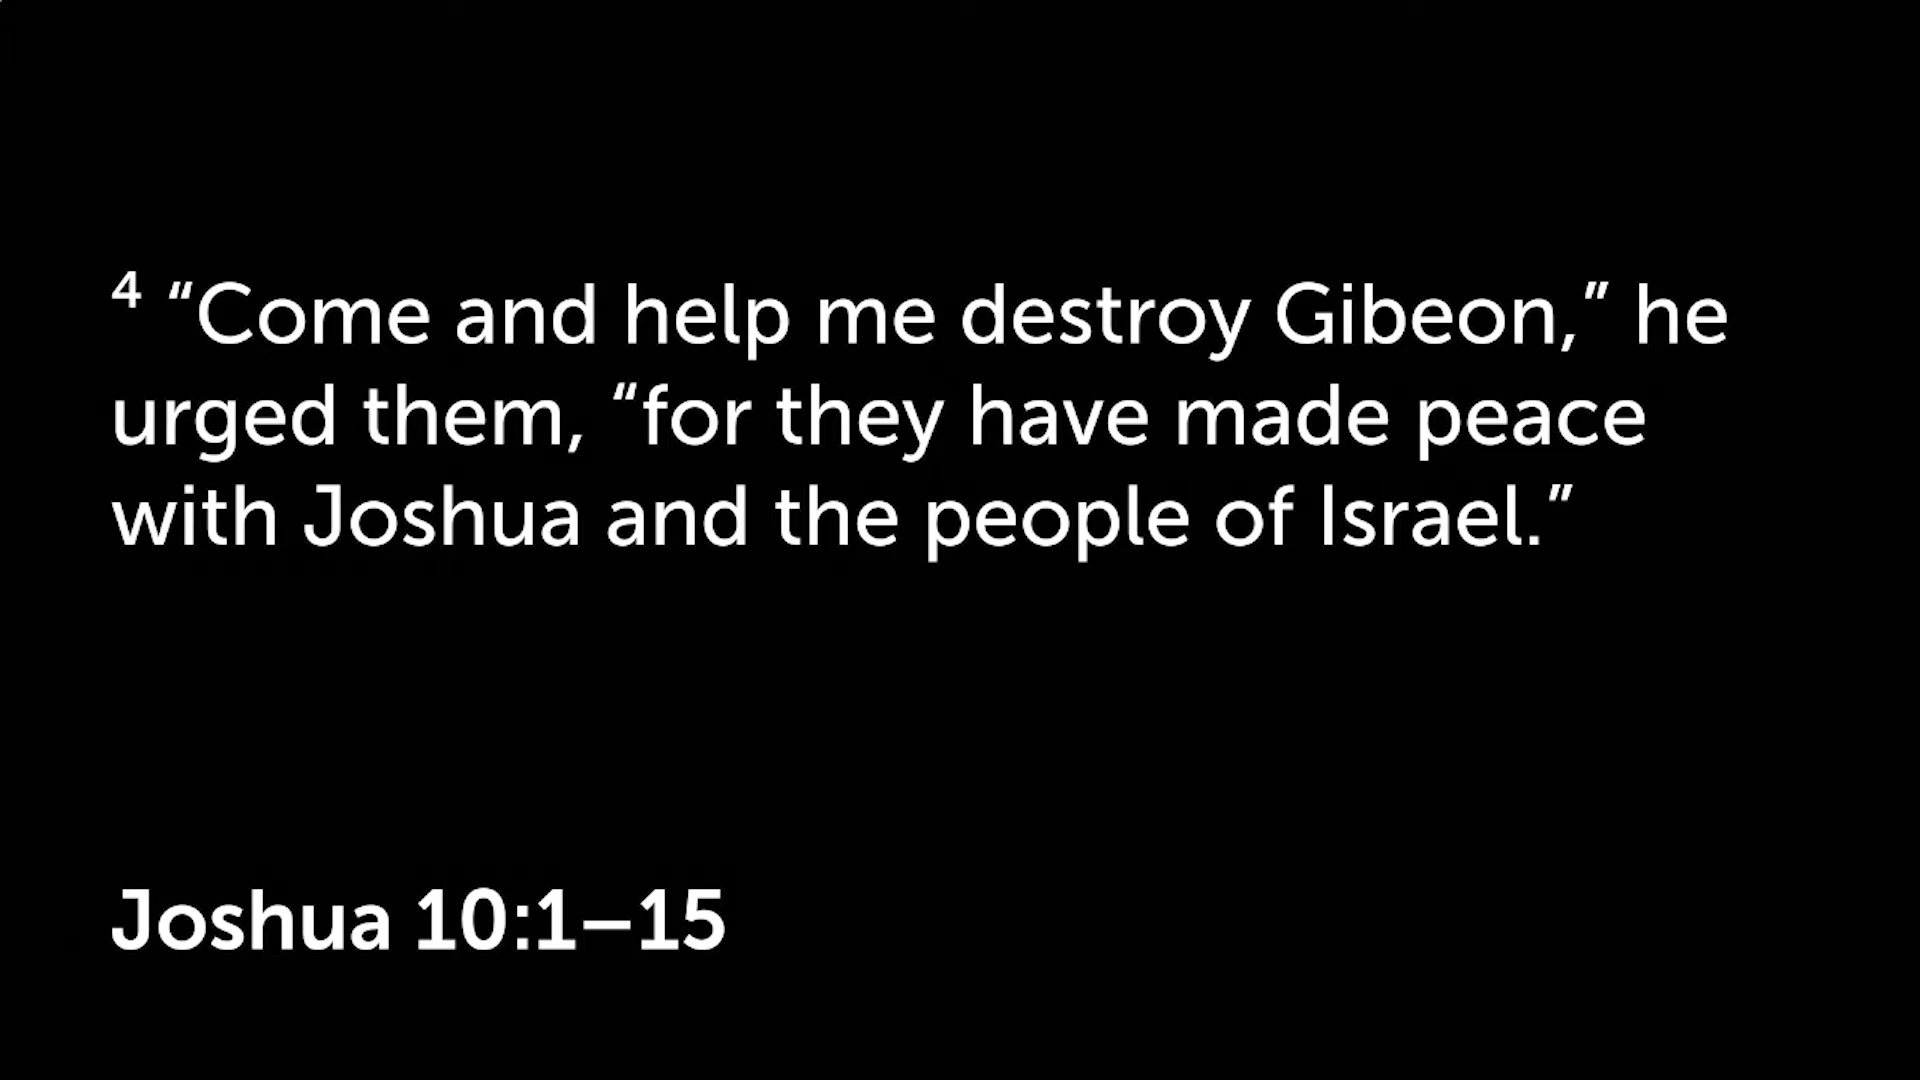 4 “Come and help me destroy Gibeon,” he
urged them, “for they have made peace
with Joshua and the people of Israel.”
Joshua 10:1–15